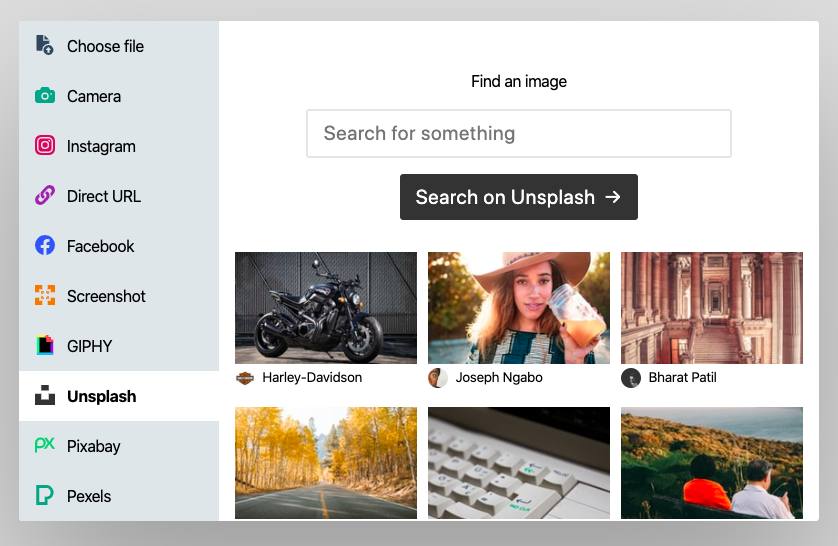 Choose file
Camera
Instagram
Direct URL
Facebook
Screenshot
GIPHY
Unsplash
Pixabay
Pexels
Find an image
Search for something
Search on Unsplash →
Harley-Davidson
Joseph Ngabo
Bharat Patil